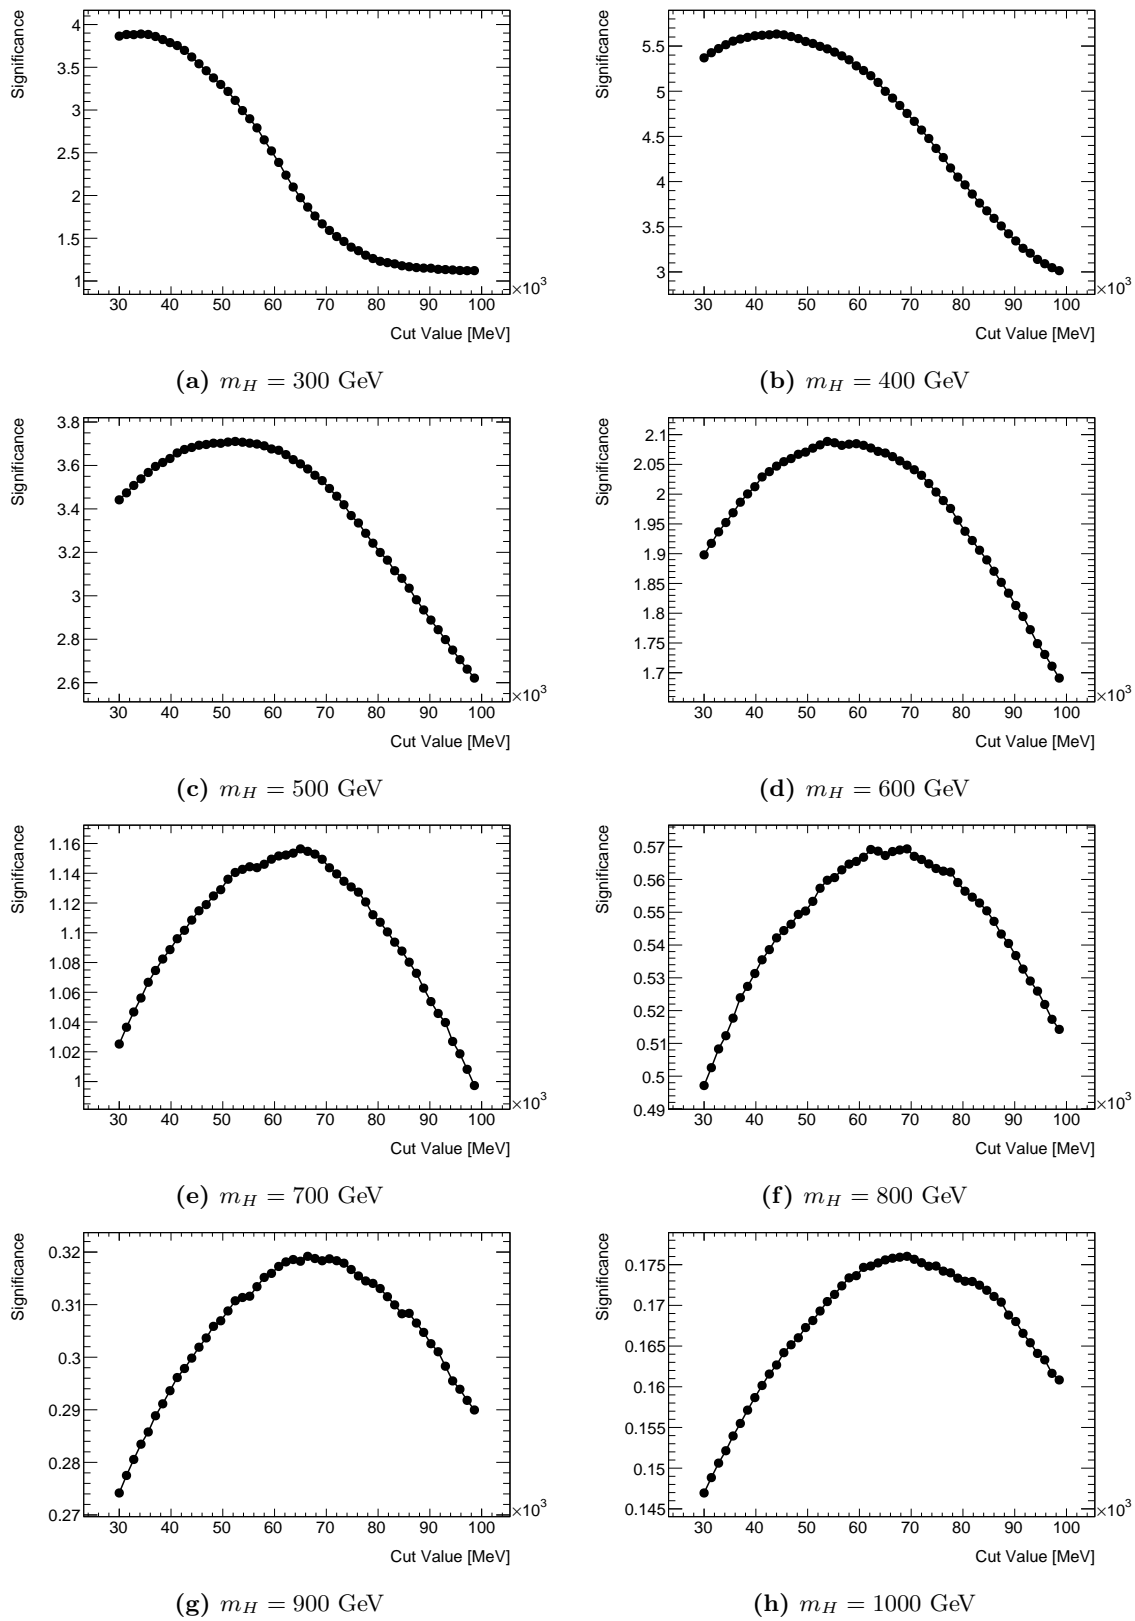 Significance
4
3.5
3
2.5
2
1.5
1
30 40 50 60 70 80 90 100
×10³
Cut Value [MeV]
(a) m_H = 300 GeV
Significance
5.5
5
4.5
4
3.5
3
30 40 50 60 70 80 90 100
×10³
Cut Value [MeV]
(b) m_H = 400 GeV
Significance
3.8
3.6
3.4
3.2
3
2.8
2.6
30 40 50 60 70 80 90 100
×10³
Cut Value [MeV]
(c) m_H = 500 GeV
Significance
2.1
2.05
2
1.95
1.9
1.85
1.8
1.75
1.7
30 40 50 60 70 80 90 100
×10³
Cut Value [MeV]
(d) m_H = 600 GeV
Significance
1.16
1.14
1.12
1.1
1.08
1.06
1.04
1.02
1
30 40 50 60 70 80 90 100
×10³
Cut Value [MeV]
(e) m_H = 700 GeV
Significance
0.57
0.56
0.55
0.54
0.53
0.52
0.51
0.5
0.49
30 40 50 60 70 80 90 100
×10³
Cut Value [MeV]
(f) m_H = 800 GeV
Significance
0.32
0.31
0.3
0.29
0.28
0.27
30 40 50 60 70 80 90 100
×10³
Cut Value [MeV]
(g) m_H = 900 GeV
Significance
0.175
0.17
0.165
0.16
0.155
0.15
0.145
30 40 50 60 70 80 90 100
×10³
Cut Value [MeV]
(h) m_H = 1000 GeV